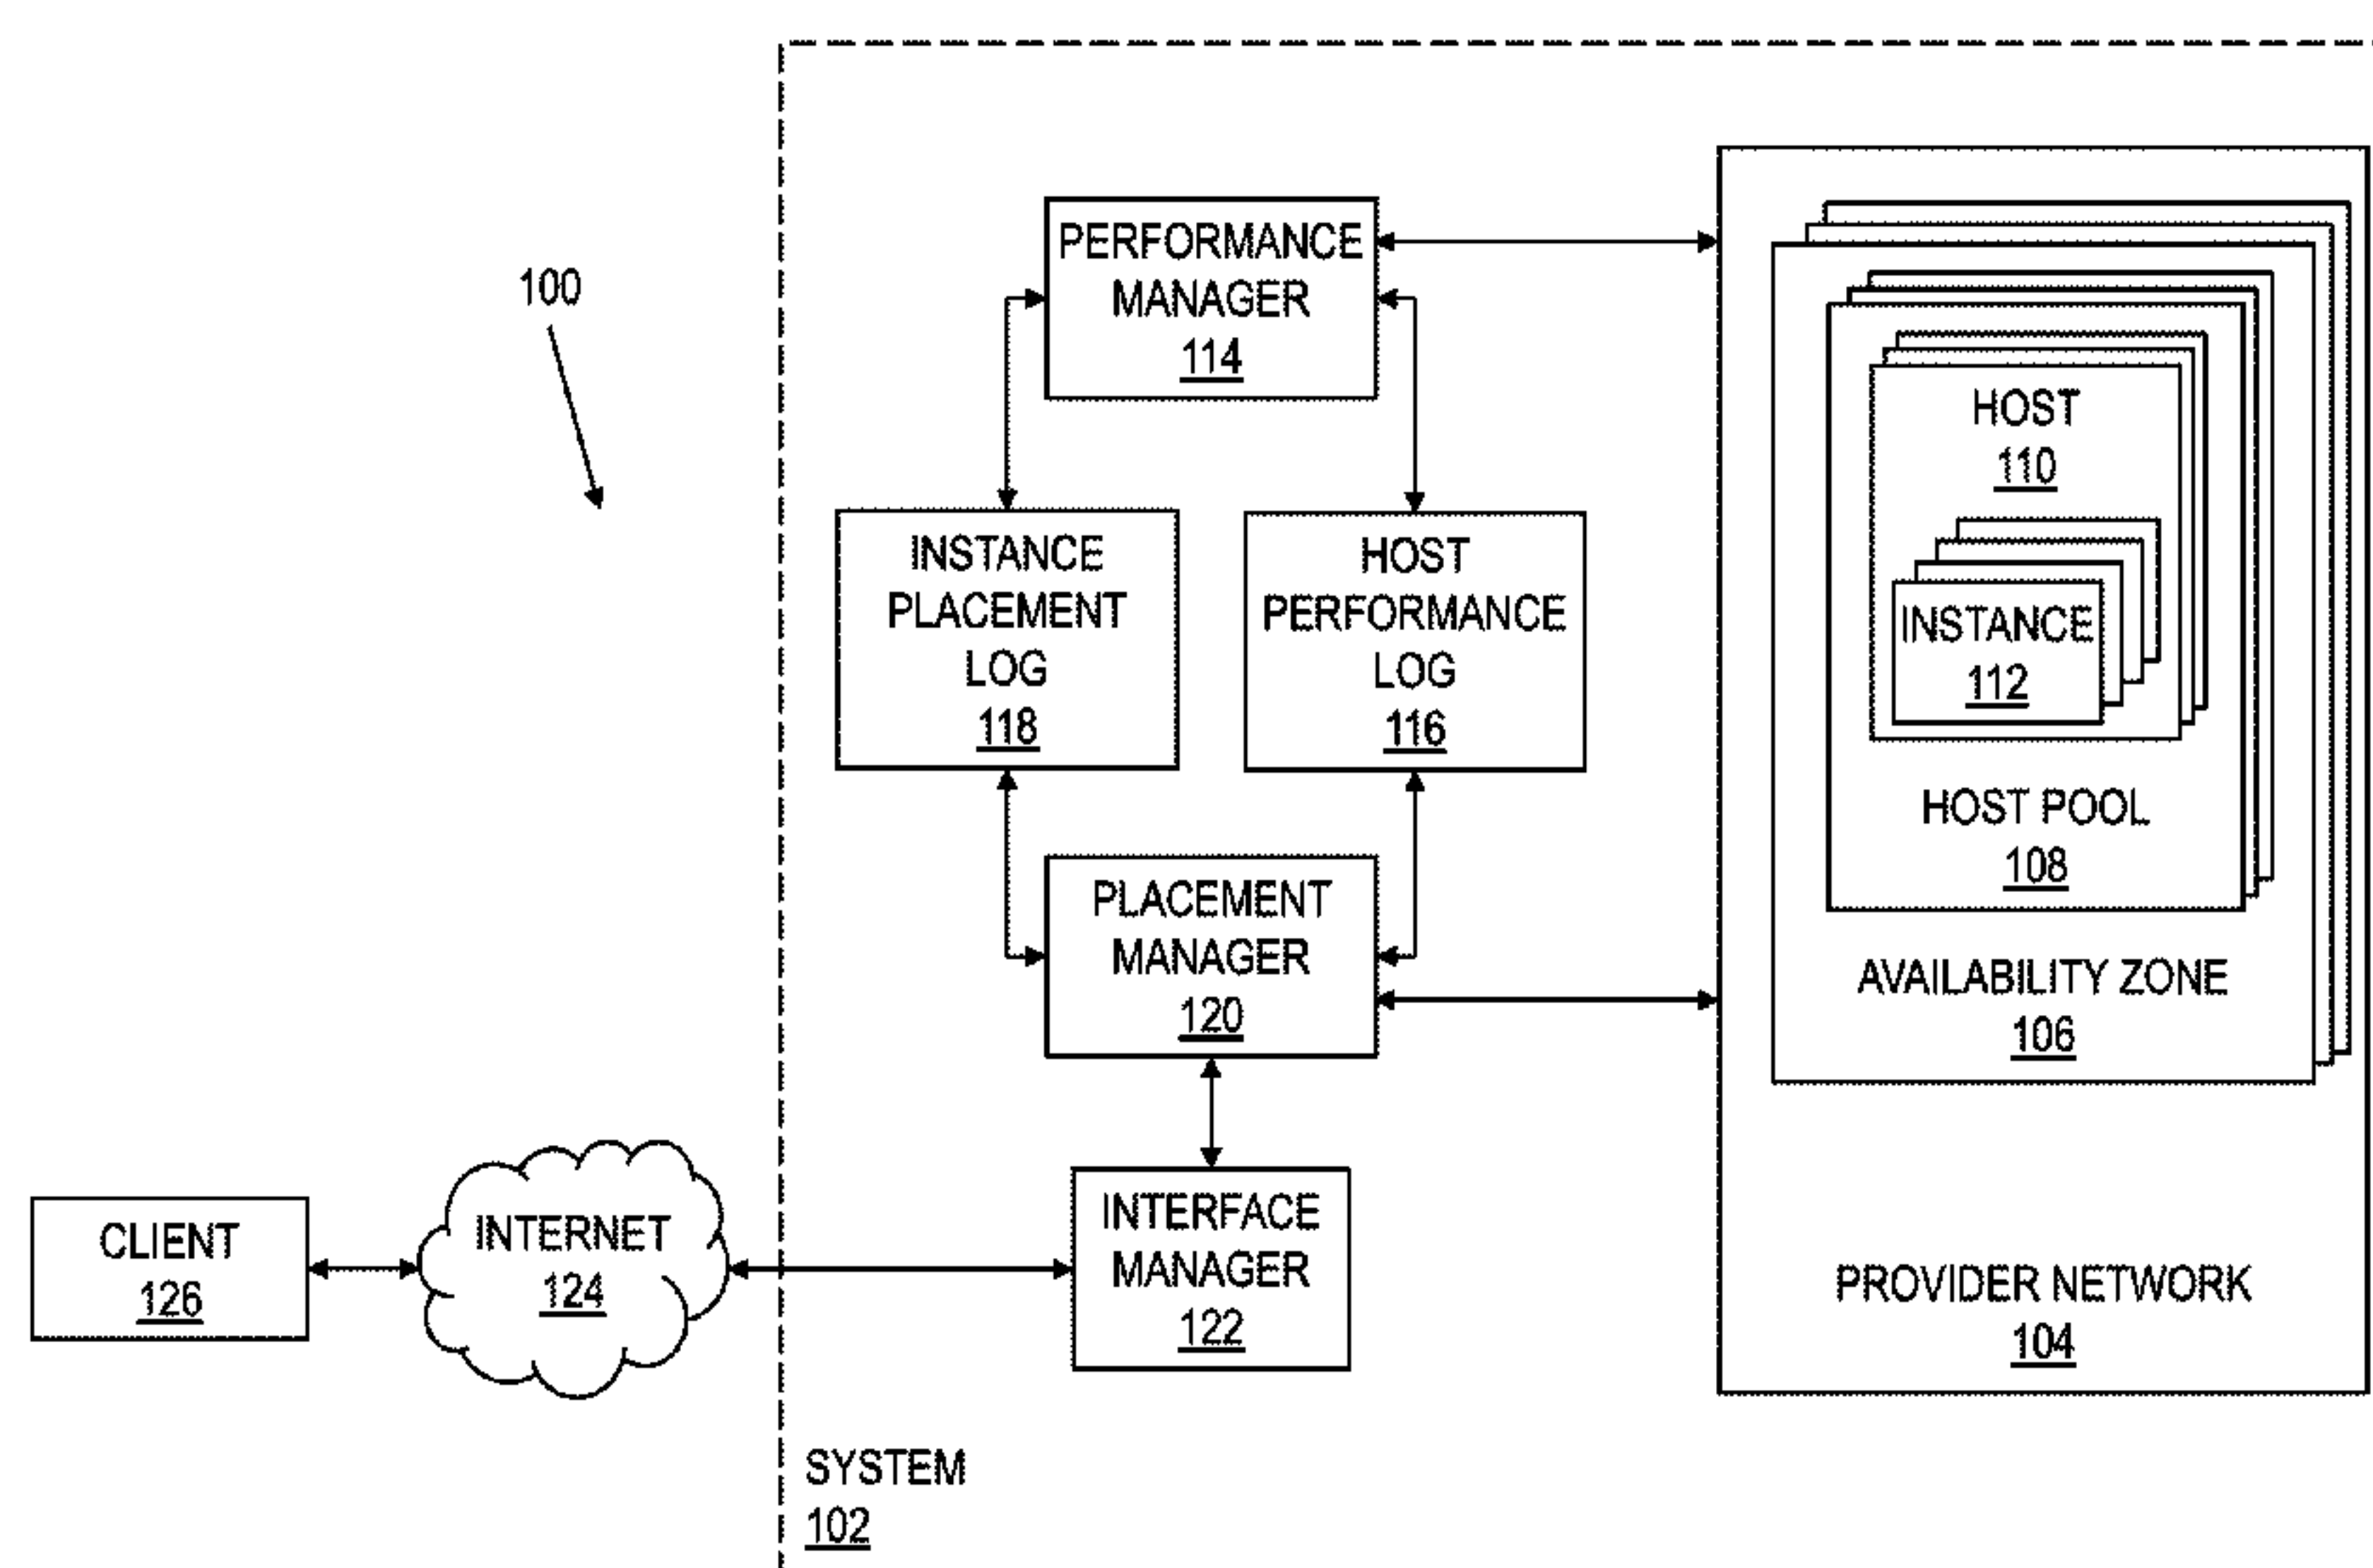 100
PERFORMANCE
MANAGER
114
INSTANCE
PLACEMENT
LOG
118
HOST
PERFORMANCE
LOG
116
PLACEMENT
MANAGER
120
INTERFACE
MANAGER
122
CLIENT
126
INTERNET
124
HOST
110
INSTANCE
112
HOST POOL
108
AVAILABILITY ZONE
106
PROVIDER NETWORK
104
SYSTEM
102